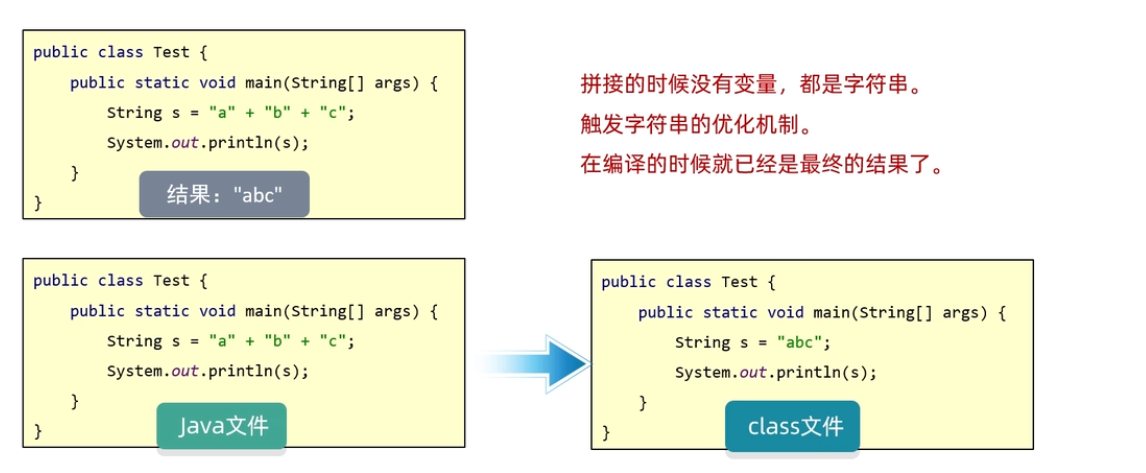 public class Test {
    public static void main(String[] args) {
        String s = "a" + "b" + "c";
        System.out.println(s);
    }
}
结果："abc"
拼接的时候没有变量，都是字符串。
触发字符串的优化机制。
在编译的时候就已经是最终的结果了。
public class Test {
    public static void main(String[] args) {
        String s = "a" + "b" + "c";
        System.out.println(s);
    }
}
Java文件
public class Test {
    public static void main(String[] args) {
        String s = "abc";
        System.out.println(s);
    }
}
class文件